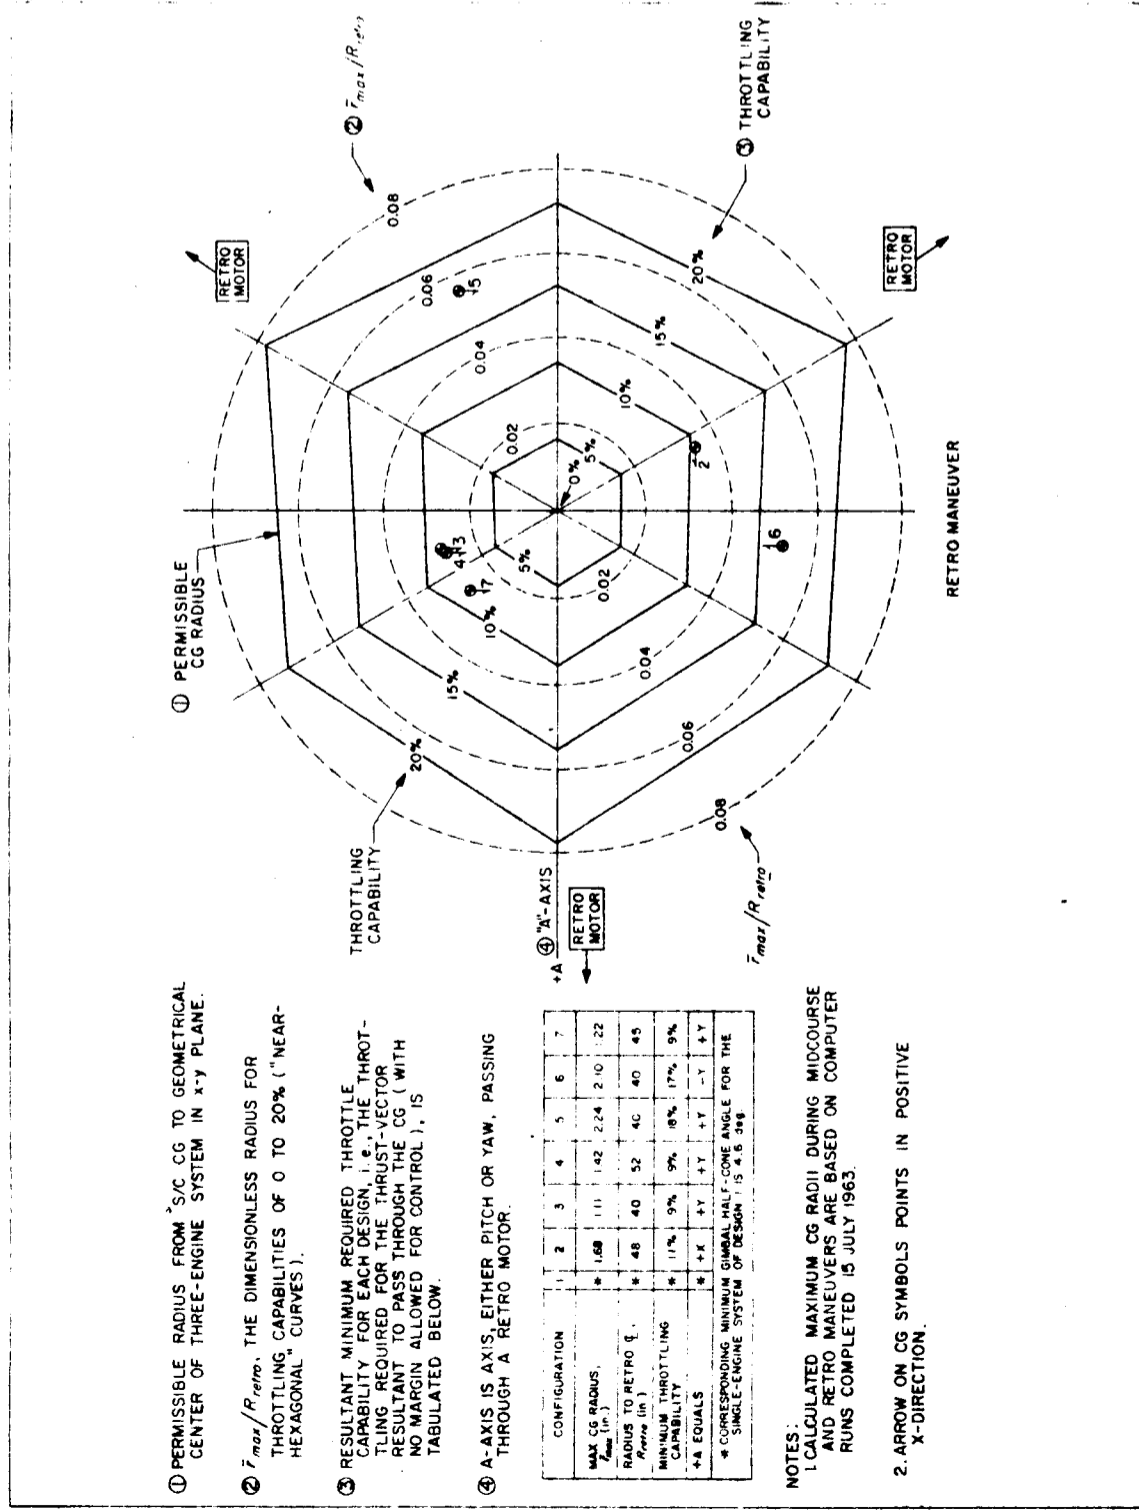 ① PERMISSIBLE RADIUS FROM S/C CG TO GEOMETRICAL
CENTER OF THREE-ENGINE SYSTEM IN x-y PLANE.
② r̄max/Rretro, THE DIMENSIONLESS RADIUS FOR
THROTTLING CAPABILITIES OF 0 TO 20% ("NEAR-
HEXAGONAL" CURVES).
③ RESULTANT MINIMUM REQUIRED THROTTLE
CAPABILITY FOR EACH DESIGN, i.e., THE THROT-
TLING REQUIRED FOR THE THRUST-VECTOR
RESULTANT TO PASS THROUGH THE CG (WITH
NO MARGIN ALLOWED FOR CONTROL), IS
TABULATED BELOW.
④ A-AXIS IS AXIS, EITHER PITCH OR YAW, PASSING
THROUGH A RETRO MOTOR.
CONFIGURATION 1 2 3 4 5 6 7
MAX CG RADIUS, r̄max (in.) * 1.68 1.11 1.42 2.24 2.10 1.22
RADIUS TO RETRO ℄, Rretro (in) * 48 40 52 40 40 45
MINIMUM THROTTLING CAPABILITY * 11% 9% 9% 18% 17% 9%
+A EQUALS * +X +Y +Y +Y -Y +Y
* CORRESPONDING MINIMUM GIMBAL HALF-CONE ANGLE FOR THE
SINGLE-ENGINE SYSTEM OF DESIGN 1 IS 4.6 deg.
NOTES:
1. CALCULATED MAXIMUM CG RADII DURING MIDCOURSE
AND RETRO MANEUVERS ARE BASED ON COMPUTER
RUNS COMPLETED 15 JULY 1963.
2. ARROW ON CG SYMBOLS POINTS IN POSITIVE
X-DIRECTION.
① PERMISSIBLE
CG RADIUS
② r̄max/Rretro
THROTTLING
CAPABILITY
③ THROTTLING
CAPABILITY
+A ④ "A"-AXIS
RETRO
MOTOR
RETRO
MOTOR
RETRO
MOTOR
r̄max/Rretro
20%
15%
10%
5%
0%
5%
10%
15%
20%
0.08
0.06
0.04
0.02
0.02
0.04
0.06
0.08
2
3
4
5
6
7
RETRO MANEUVER